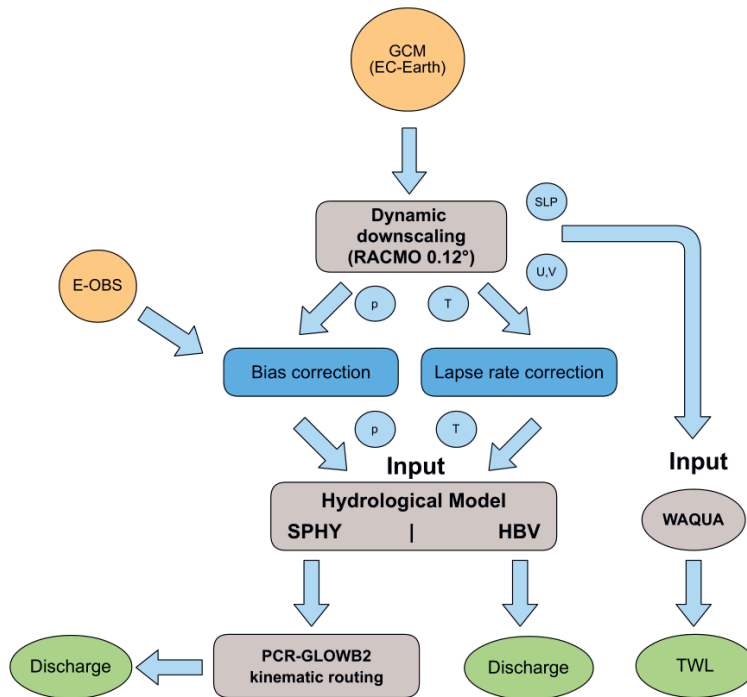 GCM
(EC-Earth)
Dynamic
downscaling
(RACMO 0.12°)
SLP
U,V
E-OBS
p
T
Bias correction
Lapse rate correction
p
T
Input
Input
Hydrological Model
SPHY | HBV
WAQUA
Discharge
PCR-GLOWB2
kinematic routing
Discharge
TWL